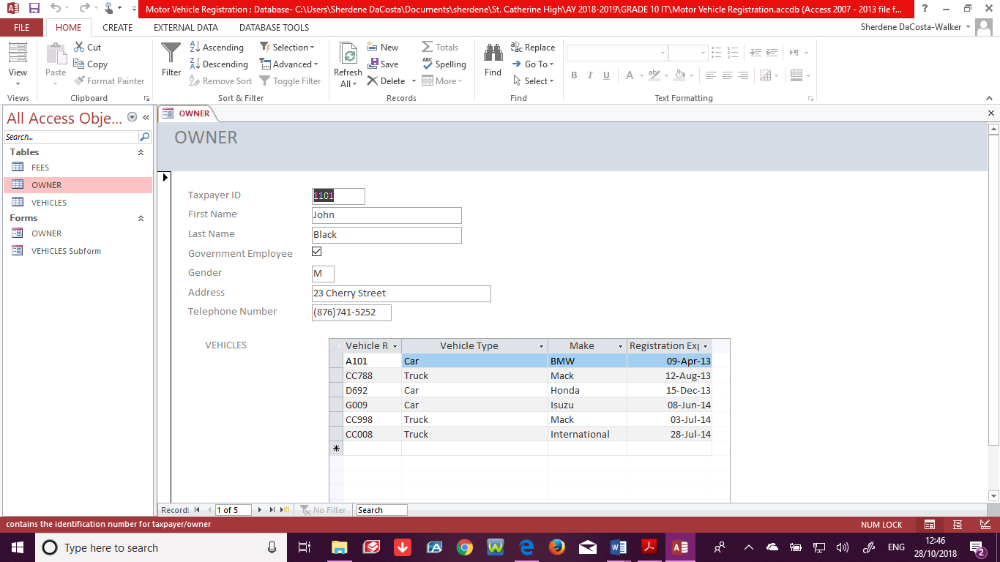 Motor Vehicle Registration : Database- C:\Users\Sherdene DaCosta\Documents\sherdene\St. Catherine High\AY 2018-2019\GRADE 10 IT\Motor Vehicle Registration.accdb (Access 2007 - 2013 file f...
FILE HOME CREATE EXTERNAL DATA DATABASE TOOLS Sherdene DaCosta-Walker
View
Views
Paste
Cut
Copy
Format Painter
Clipboard
Filter
Ascending
Descending
Remove Sort
Selection
Advanced
Toggle Filter
Sort & Filter
Refresh
All
New
Save
Delete
Totals
Spelling
More
Records
Find
Replace
Go To
Select
Find
B I U A
Text Formatting
All Access Obje...
Search...
Tables
FEES
OWNER
VEHICLES
Forms
OWNER
VEHICLES Subform
OWNER
OWNER
Taxpayer ID 1101
First Name John
Last Name Black
Government Employee
Gender M
Address 23 Cherry Street
Telephone Number (876)741-5252
VEHICLES
Vehicle R Vehicle Type Make Registration Exp
A101 Car BMW 09-Apr-13
CC788 Truck Mack 12-Aug-13
D692 Car Honda 15-Dec-13
G009 Car Isuzu 08-Jun-14
CC998 Truck Mack 03-Jul-14
CC008 Truck International 28-Jul-14
Record: 1 of 5 No Filter Search
contains the identification number for taxpayer/owner NUM LOCK
Type here to search ENG 12:46
28/10/2018 2